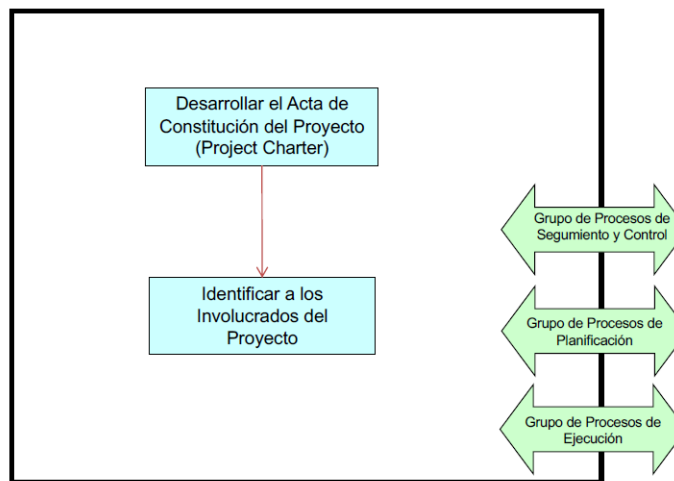 Desarrollar el Acta de
Constitución del Proyecto
(Project Charter)
Identificar a los
Involucrados del
Proyecto
Grupo de Procesos de
Segumiento y Control
Grupo de Procesos de
Planificación
Grupo de Procesos de
Ejecución